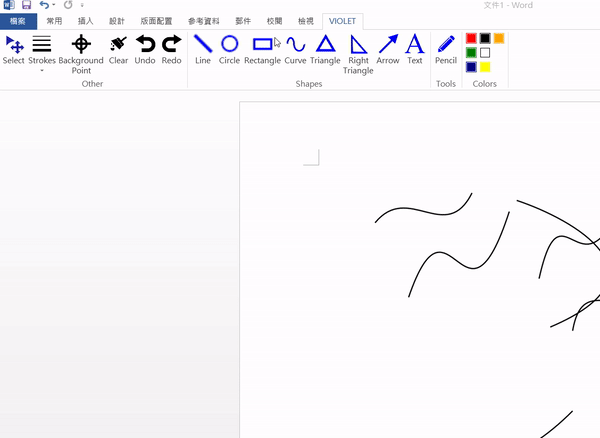 文件1 - Word
檔案 常用 插入 設計 版面配置 參考資料 郵件 校閱 檢視 VIOLET
Select Strokes Background Point Clear Undo Redo Line Circle Rectangle Curve Triangle Right Triangle Arrow Text Pencil
Other Shapes Tools Colors